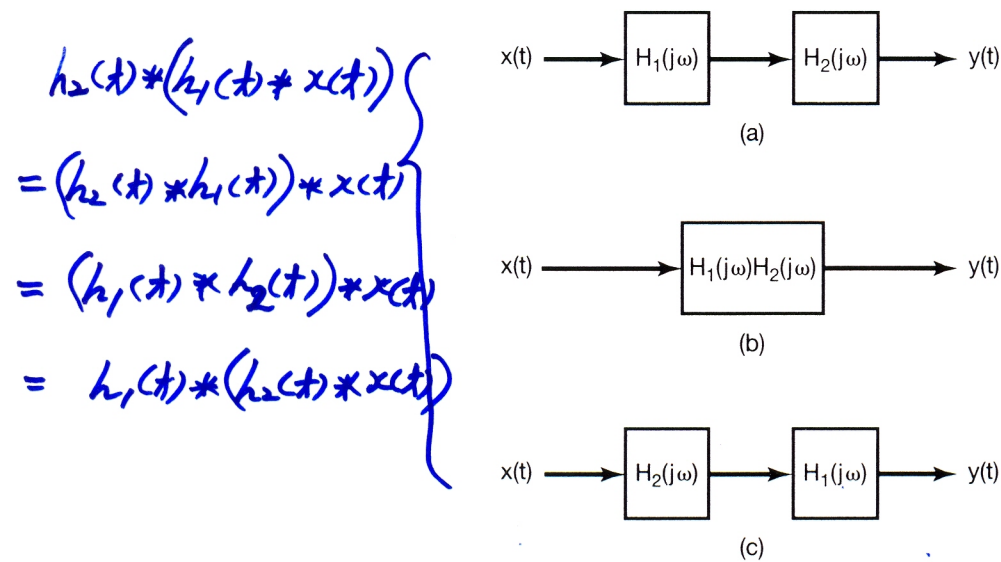 h₂(t)*(h₁(t)* x(t))
= (h₂(t)*h₁(t))*x(t)
= (h₁(t)*h₂(t))*x(t)
= h₁(t)*(h₂(t)*x(t))
x(t) H₁(jω) H₂(jω) y(t)
(a)
x(t) H₁(jω)H₂(jω) y(t)
(b)
x(t) H₂(jω) H₁(jω) y(t)
(c)